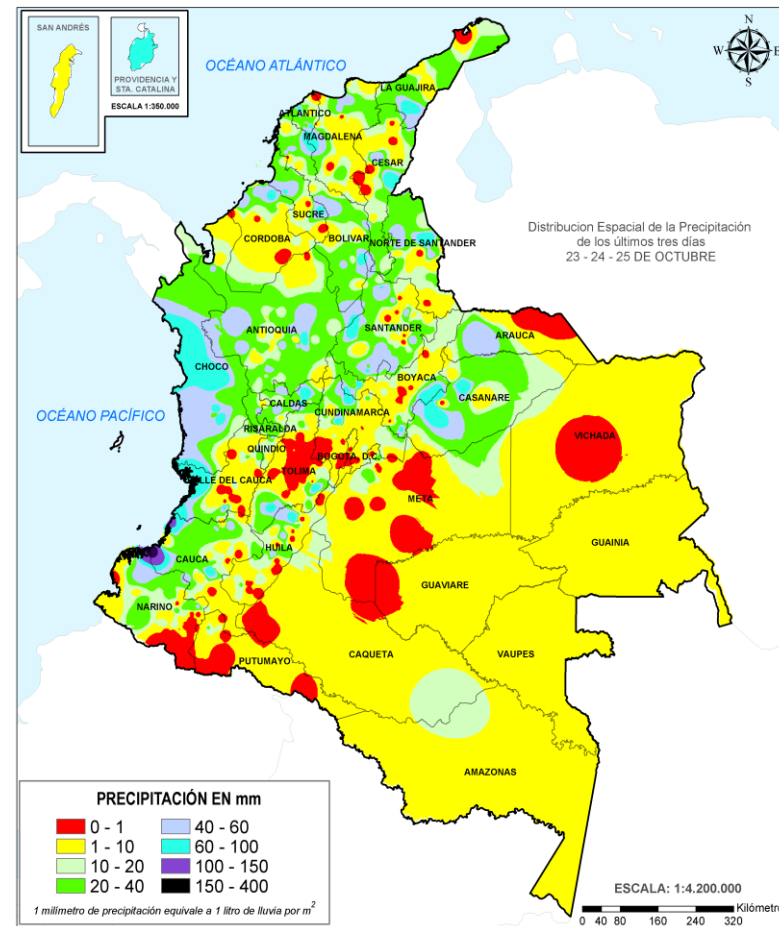 SAN ANDRÉS
PROVIDENCIA Y
STA. CATALINA
ESCALA 1:350.000
OCÉANO ATLÁNTICO
N
W
E
S
LA GUAJIRA
ATLANTICO
MAGDALENA
CESAR
SUCRE
CORDOBA
BOLIVAR
NORTE DE SANTANDER
Distribucion Espacial de la Precipitación
de los últimos tres días
23 - 24 - 25 DE OCTUBRE
ANTIOQUIA
SANTANDER
ARAUCA
CHOCO
BOYACA
CASANARE
OCÉANO PACÍFICO
CALDAS
CUNDINAMARCA
RISARALDA
QUINDIO
BOGOTA, D.C.
VICHADA
TOLIMA
VALLE DEL CAUCA
META
GUAINIA
HUILA
CAUCA
GUAVIARE
NARINO
CAQUETA
VAUPES
PUTUMAYO
AMAZONAS
PRECIPITACIÓN EN mm
0 - 1
40 - 60
1 - 10
60 - 100
10 - 20
100 - 150
20 - 40
150 - 400
1 milímetro de precipitación equivale a 1 litro de lluvia por m²
ESCALA: 1:4.200.000
Kilómetro
0 40 80 160 240 320